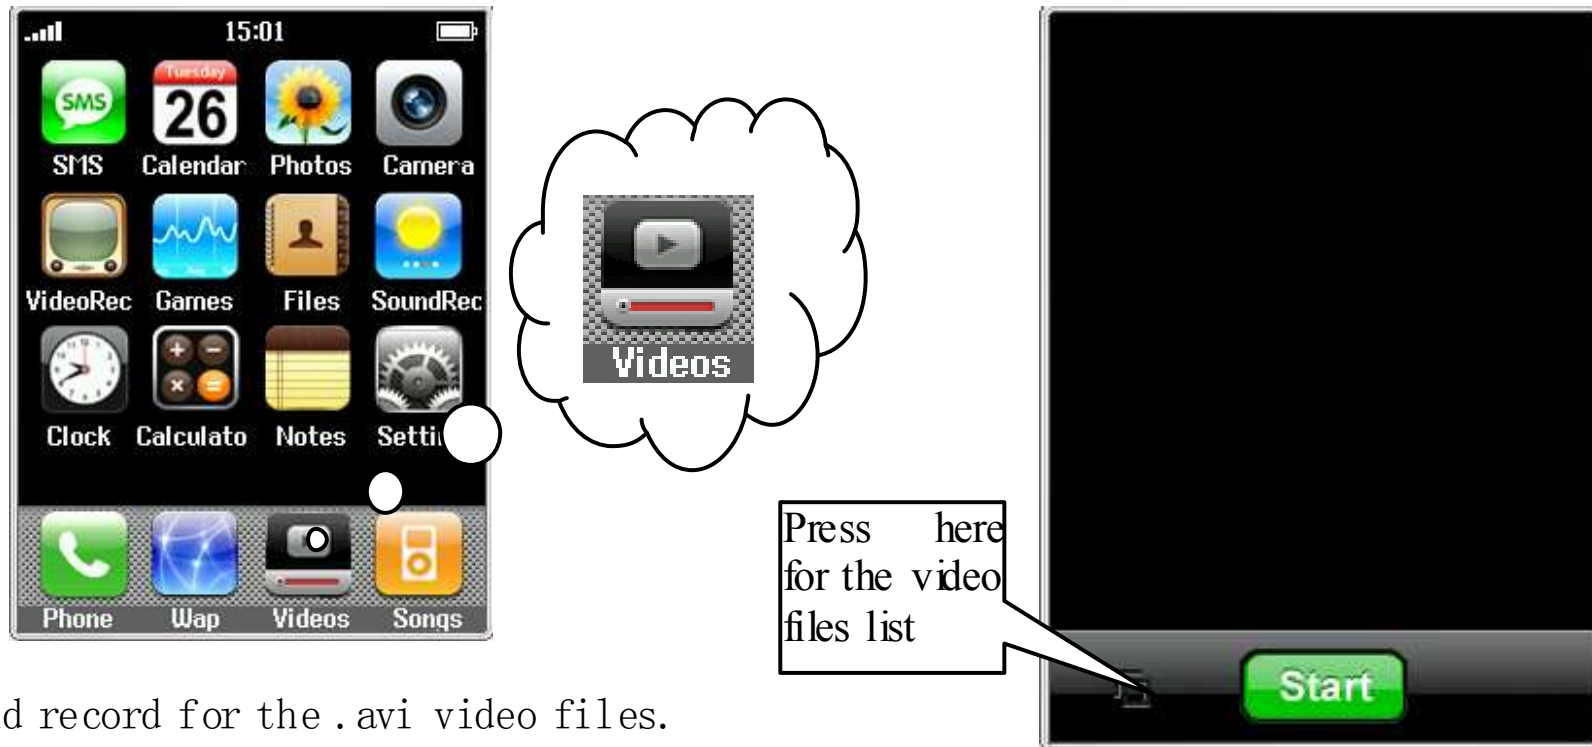 15:01
Tuesday
26
SMS
SMS Calendar Photos Camera
VideoRec Games Files SoundRec
Clock Calculato Notes Setti
Phone Wap Videos Songs
Videos
Press here
for the video
files list
Start
d record for the .avi video files.